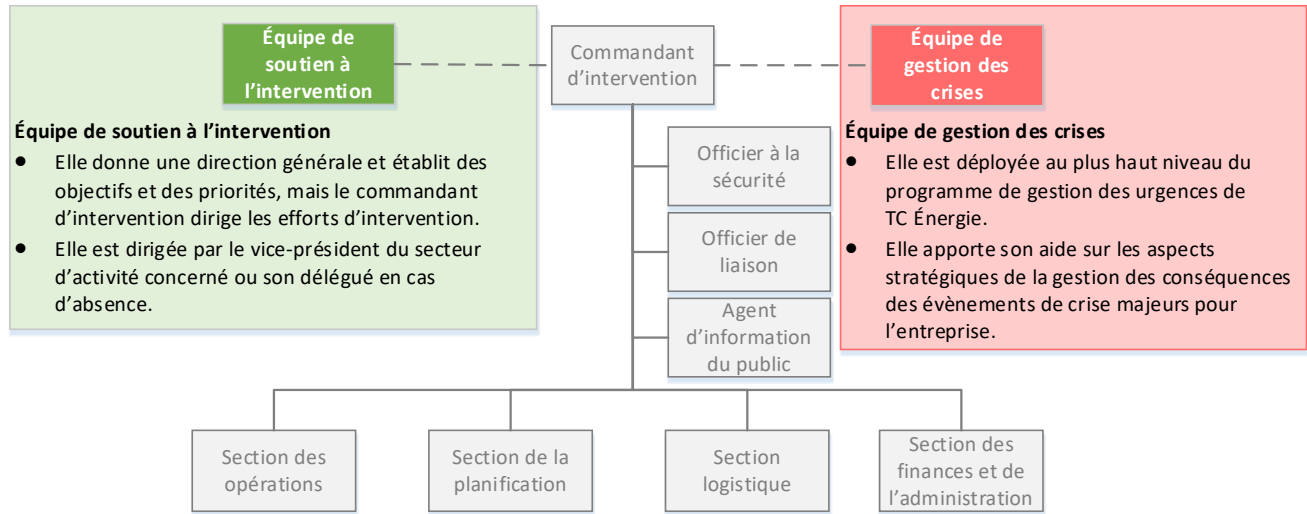 Équipe de
soutien à
l'intervention
Équipe de soutien à l'intervention
• Elle donne une direction générale et établit des
objectifs et des priorités, mais le commandant
d'intervention dirige les efforts d'intervention.
• Elle est dirigée par le vice-président du secteur
d'activité concerné ou son délégué en cas
d'absence.
Commandant
d'intervention
Équipe de
gestion des
crises
Équipe de gestion des crises
• Elle est déployée au plus haut niveau du
programme de gestion des urgences de
TC Énergie.
• Elle apporte son aide sur les aspects
stratégiques de la gestion des conséquences
des évènements de crise majeurs pour
l'entreprise.
Officier à la
sécurité
Officier de
liaison
Agent
d'information
du public
Section des
opérations
Section de la
planification
Section
logistique
Section des
finances et de
l'administration